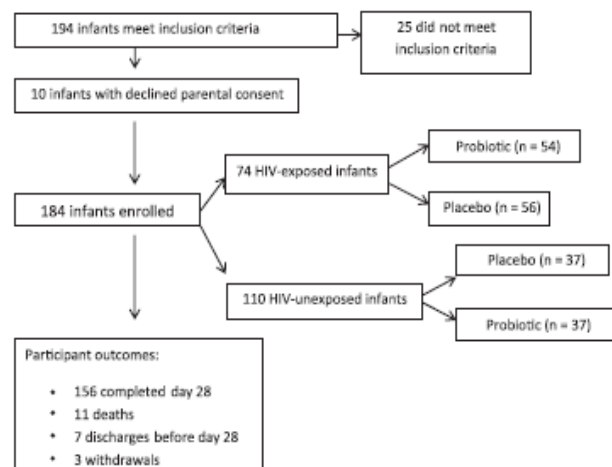 194 infants meet inclusion criteria
25 did not meet
inclusion criteria
10 infants with declined parental consent
Probiotic (n = 54)
74 HIV-exposed infants
184 infants enrolled
Placebo (n = 56)
Placebo (n = 37)
110 HIV-unexposed infants
Probiotic (n = 37)
Participant outcomes:
• 156 completed day 28
• 11 deaths
• 7 discharges before day 28
• 3 withdrawals